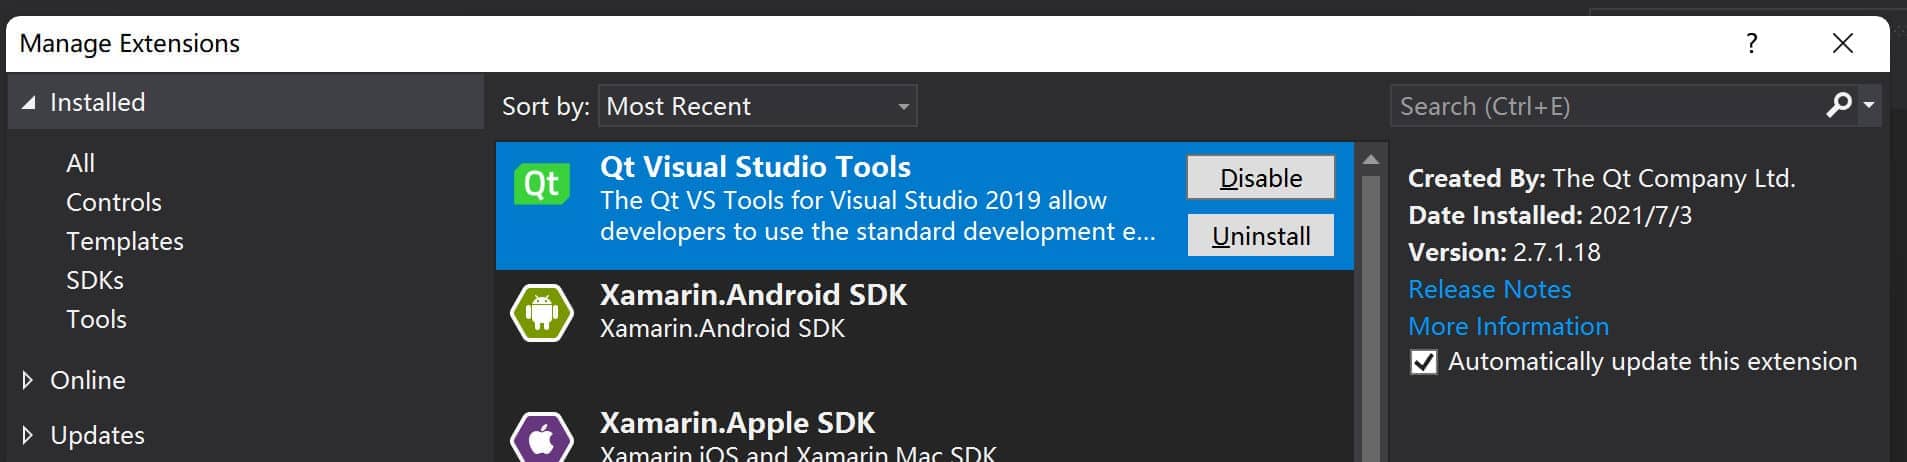 Manage Extensions
?
Installed
Sort by: Most Recent
Search (Ctrl+E)
All
Controls
Templates
SDKs
Tools
Online
Updates
Qt
Qt Visual Studio Tools
The Qt VS Tools for Visual Studio 2019 allow
developers to use the standard development e...
Disable
Uninstall
Xamarin.Android SDK
Xamarin.Android SDK
Xamarin.Apple SDK
Xamarin.iOS and Xamarin.Mac SDK
Created By: The Qt Company Ltd.
Date Installed: 2021/7/3
Version: 2.7.1.18
Release Notes
More Information
Automatically update this extension